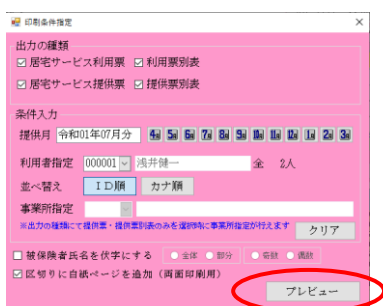 印刷条件指定
出力の種類
居宅サービス利用票 利用票別表
居宅サービス提供票 提供票別表
条件入力
提供月 令和01年07月分 4月 5月 6月 7月 8月 9月 10月 11月 12月 1月 2月 3月
利用者指定 000001 浅井健一 全 2人
並べ替え ID順 カナ順
事業所指定
※出力の種類にて提供票・提供票別表のみを選択時に事業所指定が行えます クリア
被保険者氏名を伏字にする 全体 部分 奇数 偶数
区切りに白紙ページを追加(両面印刷用)
プレビュー